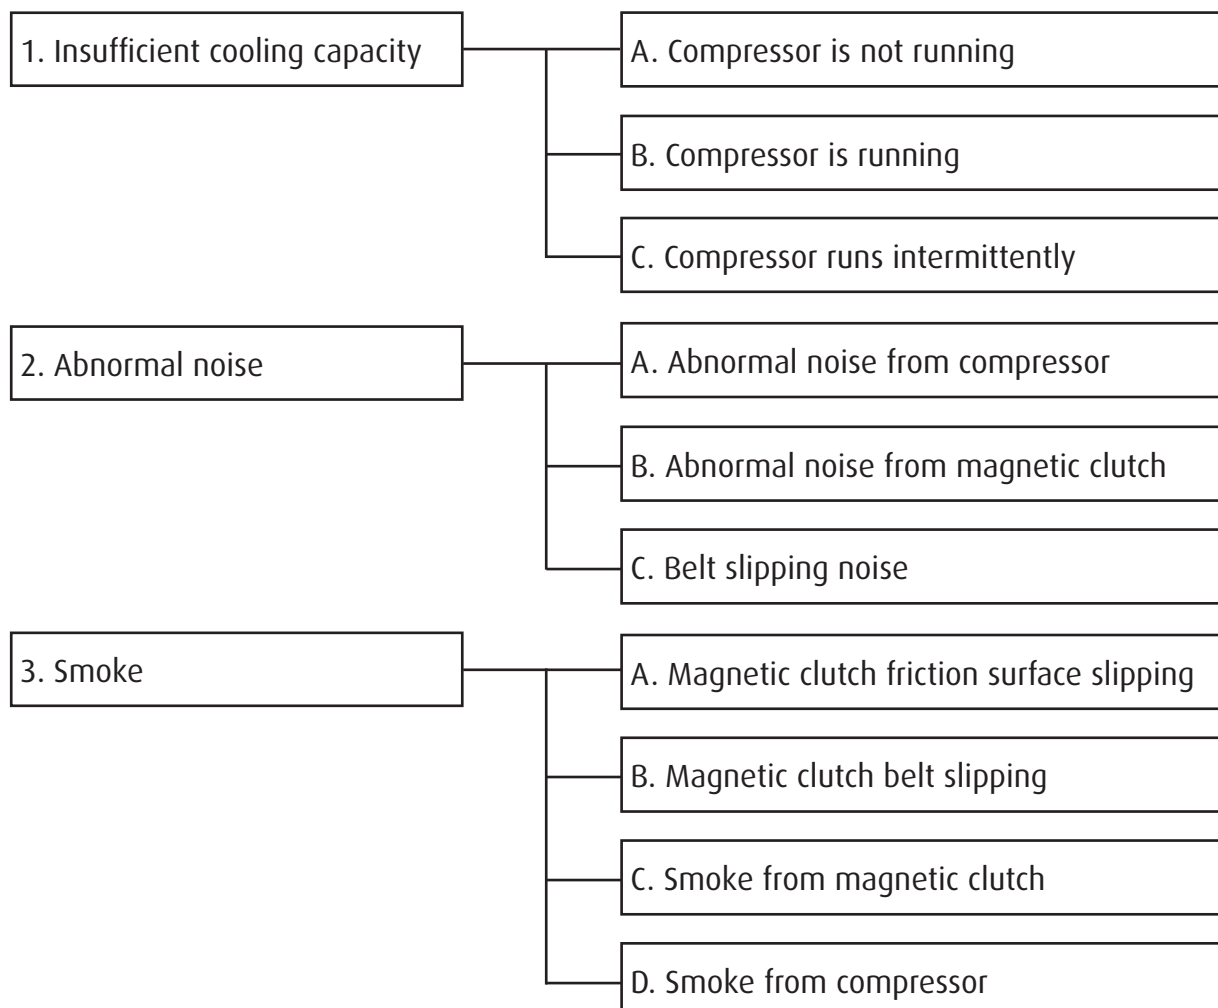 1. Insufficient cooling capacity
A. Compressor is not running
B. Compressor is running
C. Compressor runs intermittently
2. Abnormal noise
A. Abnormal noise from compressor
B. Abnormal noise from magnetic clutch
C. Belt slipping noise
3. Smoke
A. Magnetic clutch friction surface slipping
B. Magnetic clutch belt slipping
C. Smoke from magnetic clutch
D. Smoke from compressor